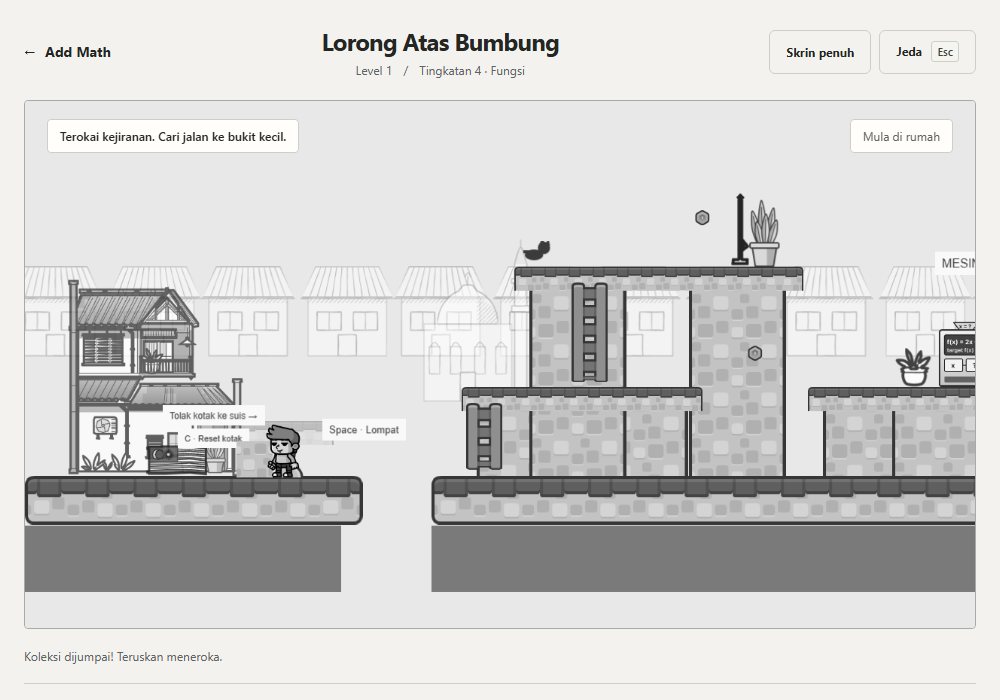 ← Add Math
Lorong Atas Bumbung
Level 1 / Tingkatan 4 · Fungsi
Skrin penuh
Jeda Esc
Terokai kejiranan. Cari jalan ke bukit kecil.
Mula di rumah
MESIN
x = ?
f(x) = 2x
target f(x)
x
Tolak kotak ke suis →
C · Reset kotak
Space · Lompat
Koleksi dijumpai! Teruskan meneroka.